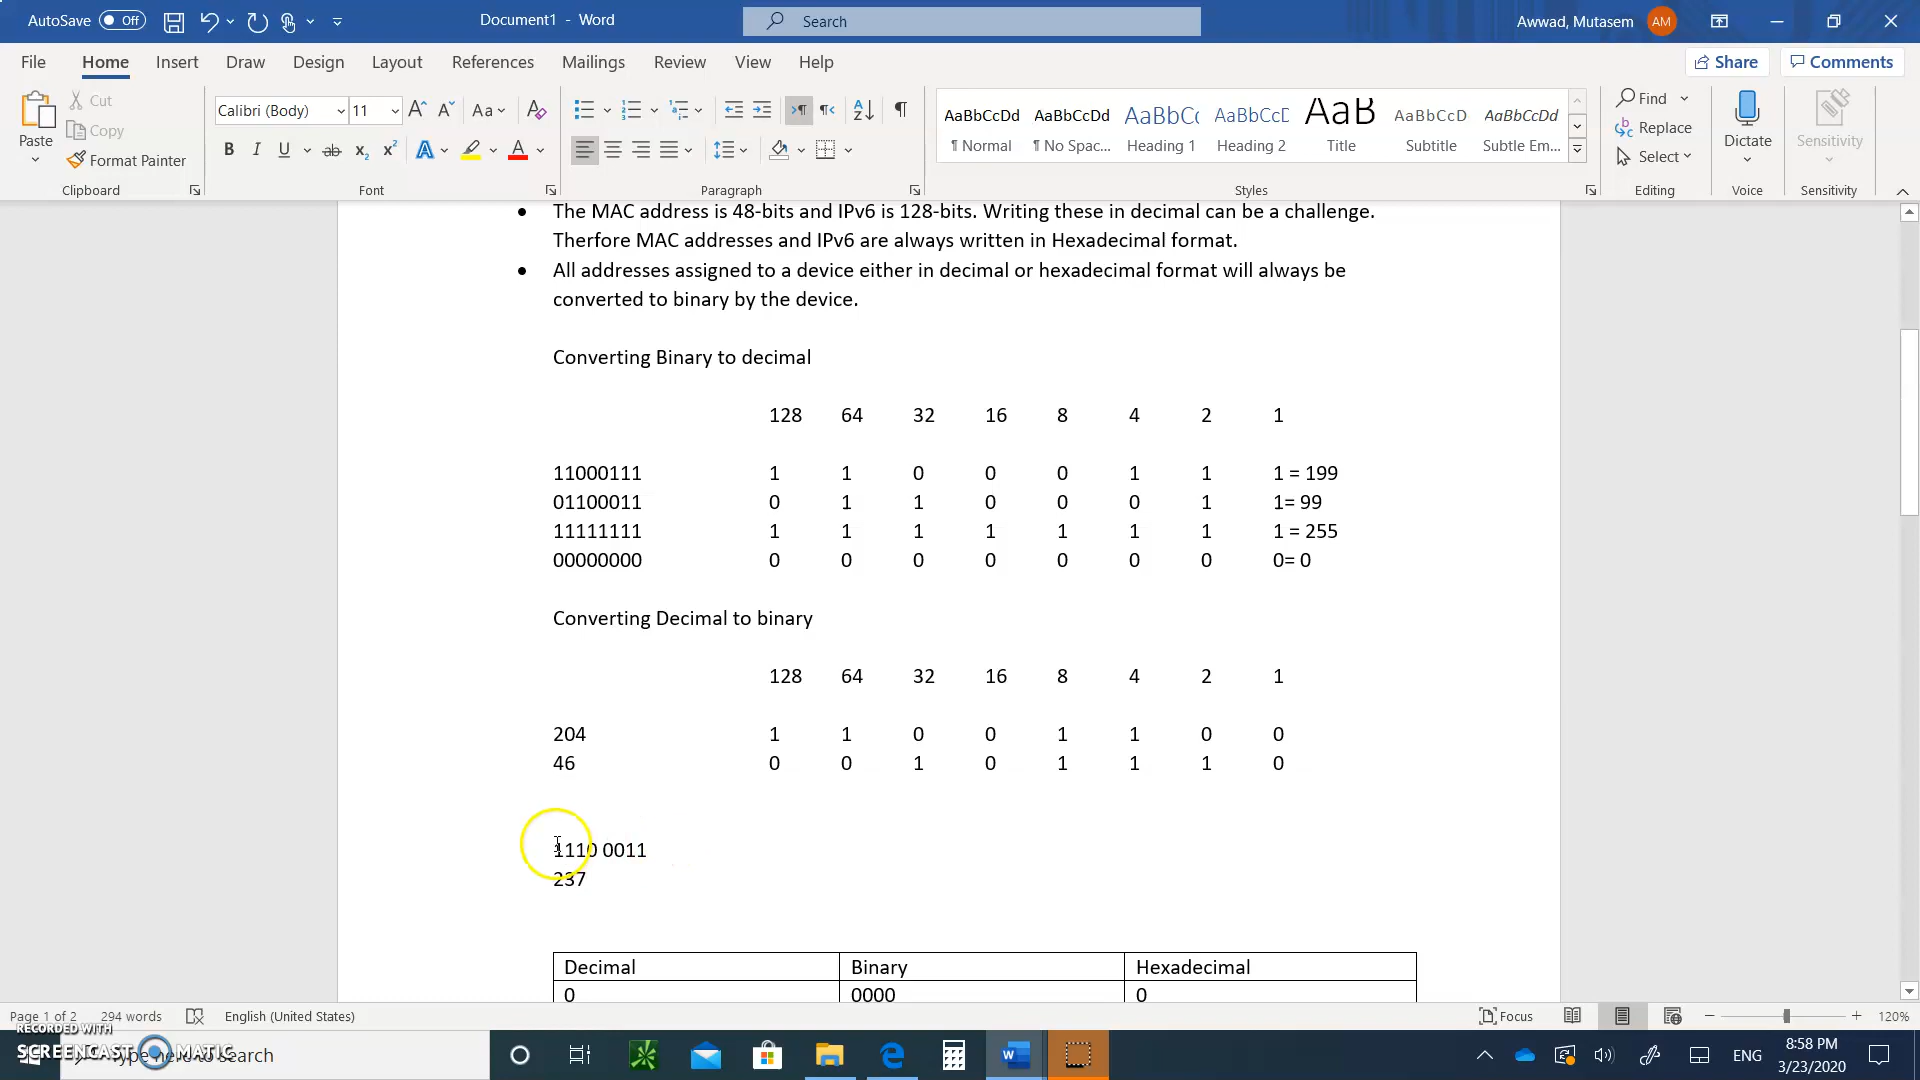 AutoSave Off Document1 - Word Search Awwad, Mutasem AM
File Home Insert Draw Design Layout References Mailings Review View Help Share Comments
Paste Cut Copy Format Painter Clipboard
Calibri (Body) 11 Font
Paragraph
AaBbCcDd AaBbCcDd AaBbCc AaBbCcE AaB AaBbCcD AaBbCcDd
¶ Normal ¶ No Spac... Heading 1 Heading 2 Title Subtitle Subtle Em...
Styles
Find Replace Select Editing
Dictate Voice
Sensitivity Sensitivity
• The MAC address is 48-bits and IPv6 is 128-bits. Writing these in decimal can be a challenge.
Therfore MAC addresses and IPv6 are always written in Hexadecimal format.
• All addresses assigned to a device either in decimal or hexadecimal format will always be
converted to binary by the device.
Converting Binary to decimal
128 64 32 16 8 4 2 1
11000111 1 1 0 0 0 1 1 1 = 199
01100011 0 1 1 0 0 0 1 1= 99
11111111 1 1 1 1 1 1 1 1 = 255
00000000 0 0 0 0 0 0 0 0= 0
Converting Decimal to binary
128 64 32 16 8 4 2 1
204 1 1 0 0 1 1 0 0
46 0 0 1 0 1 1 1 0
1110 0011
237
Decimal Binary Hexadecimal
0 0000 0
Page 1 of 2 294 words English (United States) Focus 120%
RECORDED WITH
SCREENCAST MATIC
Type here to search
ENG 8:58 PM
3/23/2020